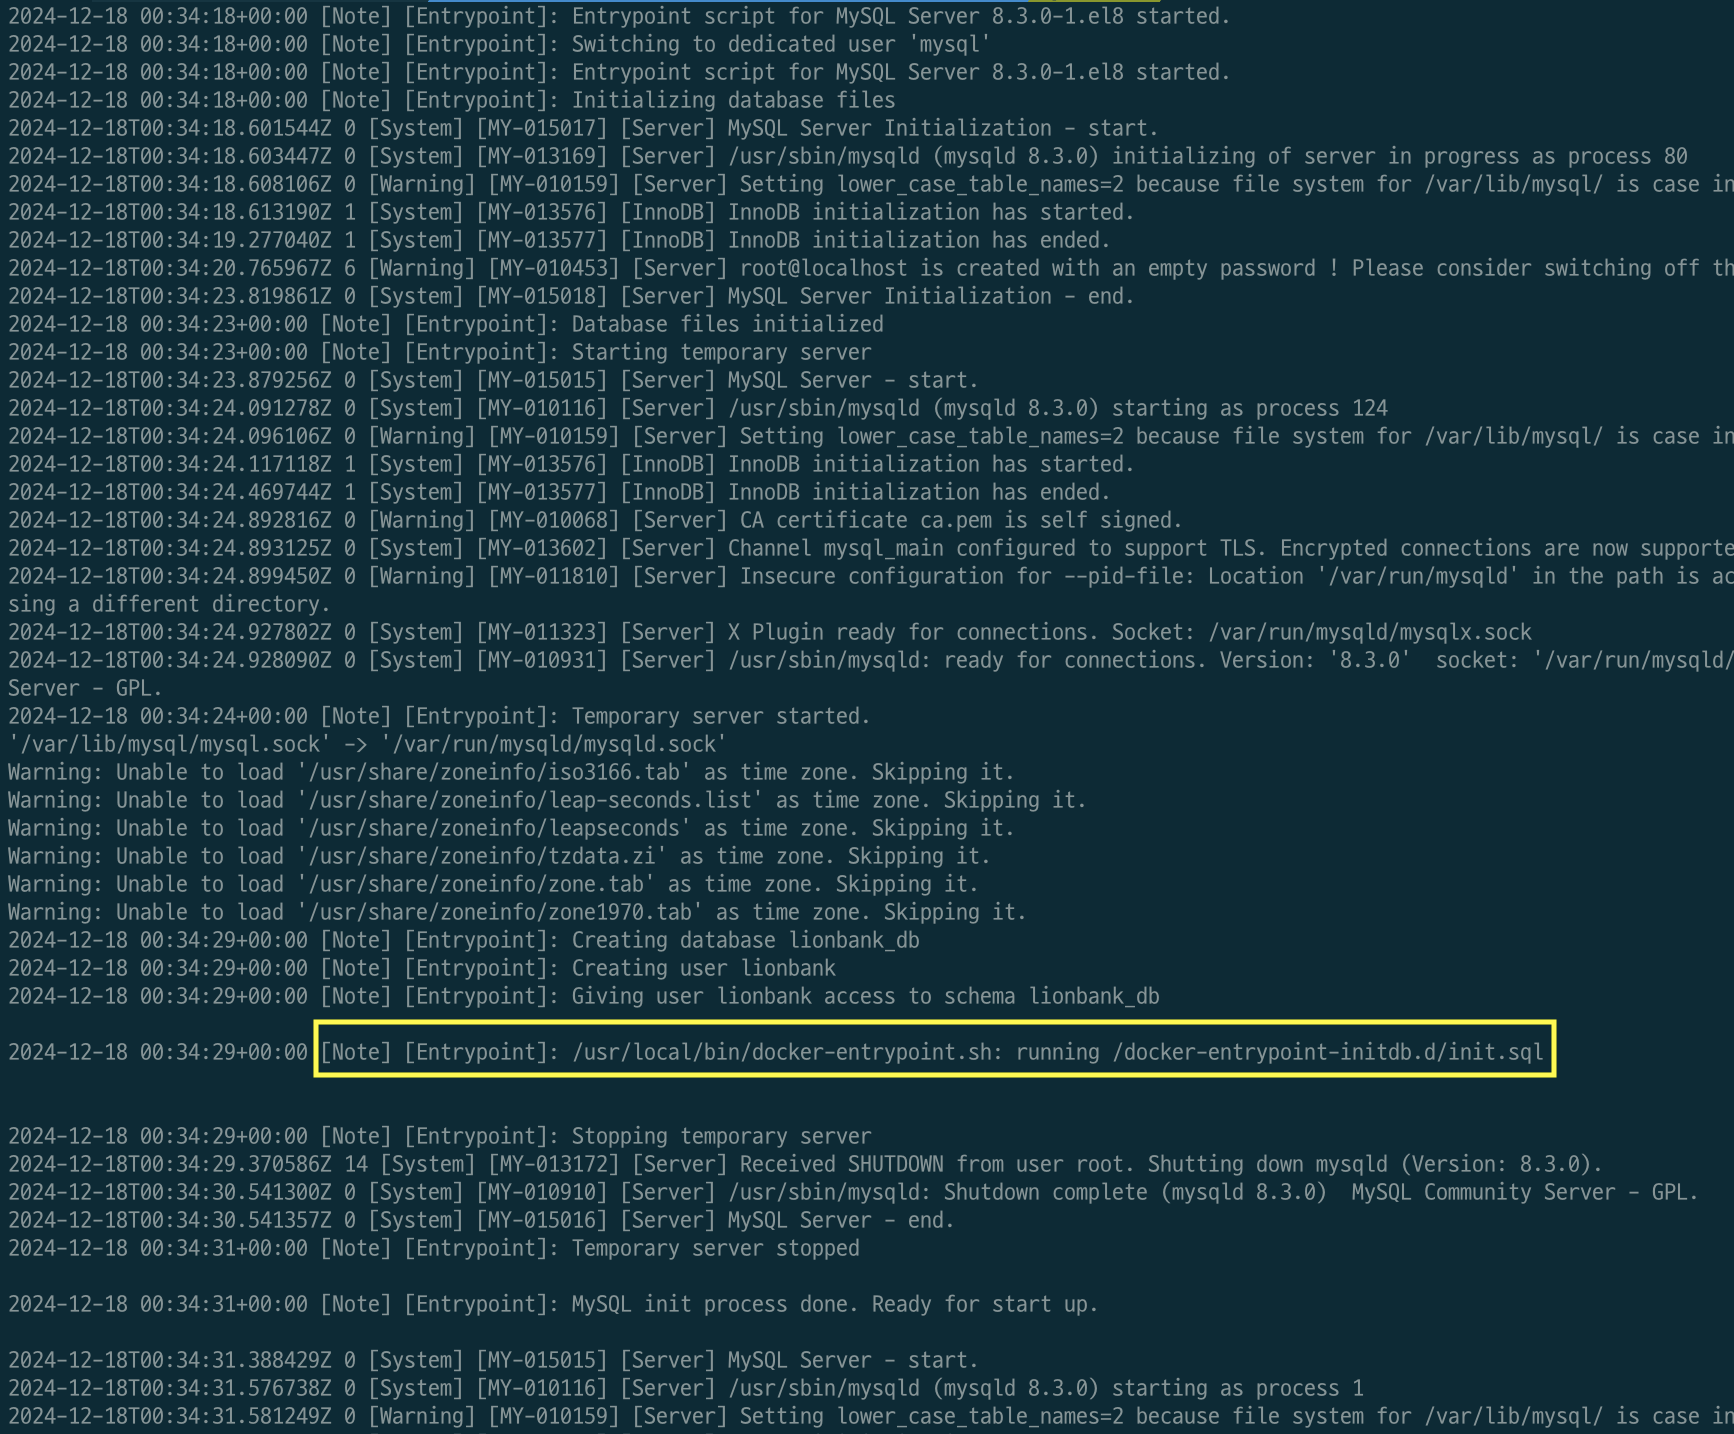 2024-12-18 00:34:18+00:00 [Note] [Entrypoint]: Entrypoint script for MySQL Server 8.3.0-1.el8 started.
2024-12-18 00:34:18+00:00 [Note] [Entrypoint]: Switching to dedicated user 'mysql'
2024-12-18 00:34:18+00:00 [Note] [Entrypoint]: Entrypoint script for MySQL Server 8.3.0-1.el8 started.
2024-12-18 00:34:18+00:00 [Note] [Entrypoint]: Initializing database files
2024-12-18T00:34:18.601544Z 0 [System] [MY-015017] [Server] MySQL Server Initialization - start.
2024-12-18T00:34:18.603447Z 0 [System] [MY-013169] [Server] /usr/sbin/mysqld (mysqld 8.3.0) initializing of server in progress as process 80
2024-12-18T00:34:18.608106Z 0 [Warning] [MY-010159] [Server] Setting lower_case_table_names=2 because file system for /var/lib/mysql/ is case in
2024-12-18T00:34:18.613190Z 1 [System] [MY-013576] [InnoDB] InnoDB initialization has started.
2024-12-18T00:34:19.277040Z 1 [System] [MY-013577] [InnoDB] InnoDB initialization has ended.
2024-12-18T00:34:20.765967Z 6 [Warning] [MY-010453] [Server] root@localhost is created with an empty password ! Please consider switching off th
2024-12-18T00:34:23.819861Z 0 [System] [MY-015018] [Server] MySQL Server Initialization - end.
2024-12-18 00:34:23+00:00 [Note] [Entrypoint]: Database files initialized
2024-12-18 00:34:23+00:00 [Note] [Entrypoint]: Starting temporary server
2024-12-18T00:34:23.879256Z 0 [System] [MY-015015] [Server] MySQL Server - start.
2024-12-18T00:34:24.091278Z 0 [System] [MY-010116] [Server] /usr/sbin/mysqld (mysqld 8.3.0) starting as process 124
2024-12-18T00:34:24.096106Z 0 [Warning] [MY-010159] [Server] Setting lower_case_table_names=2 because file system for /var/lib/mysql/ is case in
2024-12-18T00:34:24.117118Z 1 [System] [MY-013576] [InnoDB] InnoDB initialization has started.
2024-12-18T00:34:24.469744Z 1 [System] [MY-013577] [InnoDB] InnoDB initialization has ended.
2024-12-18T00:34:24.892816Z 0 [Warning] [MY-010068] [Server] CA certificate ca.pem is self signed.
2024-12-18T00:34:24.893125Z 0 [System] [MY-013602] [Server] Channel mysql_main configured to support TLS. Encrypted connections are now supporte
2024-12-18T00:34:24.899450Z 0 [Warning] [MY-011810] [Server] Insecure configuration for --pid-file: Location '/var/run/mysqld' in the path is ac
sing a different directory.
2024-12-18T00:34:24.927802Z 0 [System] [MY-011323] [Server] X Plugin ready for connections. Socket: /var/run/mysqld/mysqlx.sock
2024-12-18T00:34:24.928090Z 0 [System] [MY-010931] [Server] /usr/sbin/mysqld: ready for connections. Version: '8.3.0'  socket: '/var/run/mysqld/
Server - GPL.
2024-12-18 00:34:24+00:00 [Note] [Entrypoint]: Temporary server started.
'/var/lib/mysql/mysql.sock' -> '/var/run/mysqld/mysqld.sock'
Warning: Unable to load '/usr/share/zoneinfo/iso3166.tab' as time zone. Skipping it.
Warning: Unable to load '/usr/share/zoneinfo/leap-seconds.list' as time zone. Skipping it.
Warning: Unable to load '/usr/share/zoneinfo/leapseconds' as time zone. Skipping it.
Warning: Unable to load '/usr/share/zoneinfo/tzdata.zi' as time zone. Skipping it.
Warning: Unable to load '/usr/share/zoneinfo/zone.tab' as time zone. Skipping it.
Warning: Unable to load '/usr/share/zoneinfo/zone1970.tab' as time zone. Skipping it.
2024-12-18 00:34:29+00:00 [Note] [Entrypoint]: Creating database lionbank_db
2024-12-18 00:34:29+00:00 [Note] [Entrypoint]: Creating user lionbank
2024-12-18 00:34:29+00:00 [Note] [Entrypoint]: Giving user lionbank access to schema lionbank_db
2024-12-18 00:34:29+00:00 [Note] [Entrypoint]: /usr/local/bin/docker-entrypoint.sh: running /docker-entrypoint-initdb.d/init.sql
2024-12-18 00:34:29+00:00 [Note] [Entrypoint]: Stopping temporary server
2024-12-18T00:34:29.370586Z 14 [System] [MY-013172] [Server] Received SHUTDOWN from user root. Shutting down mysqld (Version: 8.3.0).
2024-12-18T00:34:30.541300Z 0 [System] [MY-010910] [Server] /usr/sbin/mysqld: Shutdown complete (mysqld 8.3.0)  MySQL Community Server - GPL.
2024-12-18T00:34:30.541357Z 0 [System] [MY-015016] [Server] MySQL Server - end.
2024-12-18 00:34:31+00:00 [Note] [Entrypoint]: Temporary server stopped
2024-12-18 00:34:31+00:00 [Note] [Entrypoint]: MySQL init process done. Ready for start up.
2024-12-18T00:34:31.388429Z 0 [System] [MY-015015] [Server] MySQL Server - start.
2024-12-18T00:34:31.576738Z 0 [System] [MY-010116] [Server] /usr/sbin/mysqld (mysqld 8.3.0) starting as process 1
2024-12-18T00:34:31.581249Z 0 [Warning] [MY-010159] [Server] Setting lower_case_table_names=2 because file system for /var/lib/mysql/ is case in